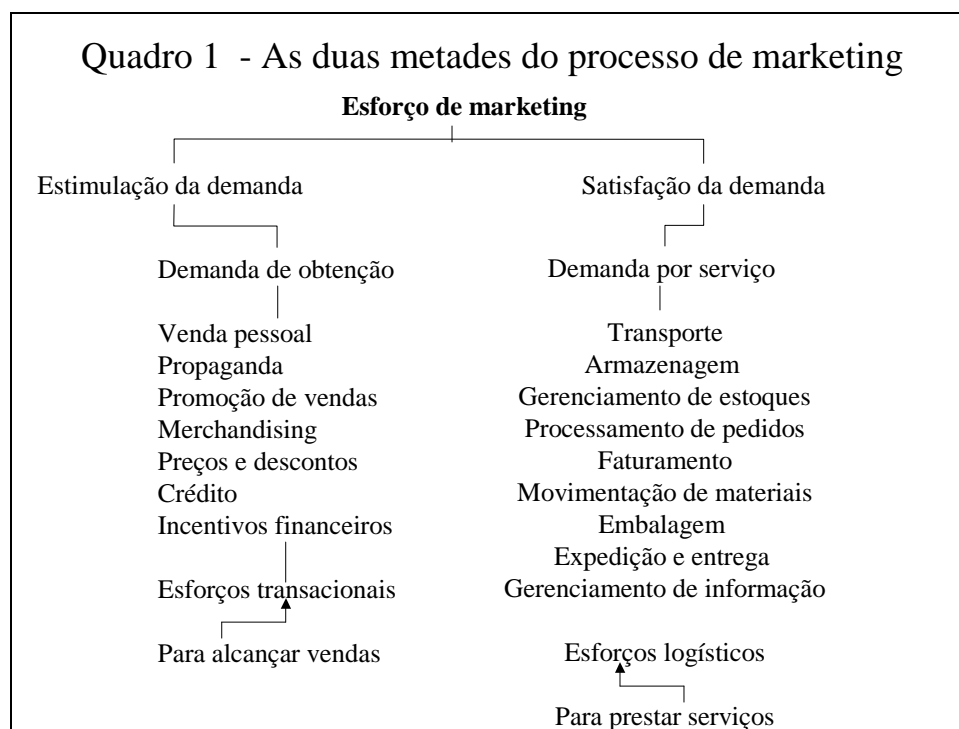 Quadro 1 - As duas metades do processo de marketing
Esforço de marketing
Estimulação da demanda
Demanda de obtenção
Venda pessoal
Propaganda
Promoção de vendas
Merchandising
Preços e descontos
Crédito
Incentivos financeiros
Esforços transacionais
Para alcançar vendas
Satisfação da demanda
Demanda por serviço
Transporte
Armazenagem
Gerenciamento de estoques
Processamento de pedidos
Faturamento
Movimentação de materiais
Embalagem
Expedição e entrega
Gerenciamento de informação
Esforços logísticos
Para prestar serviços